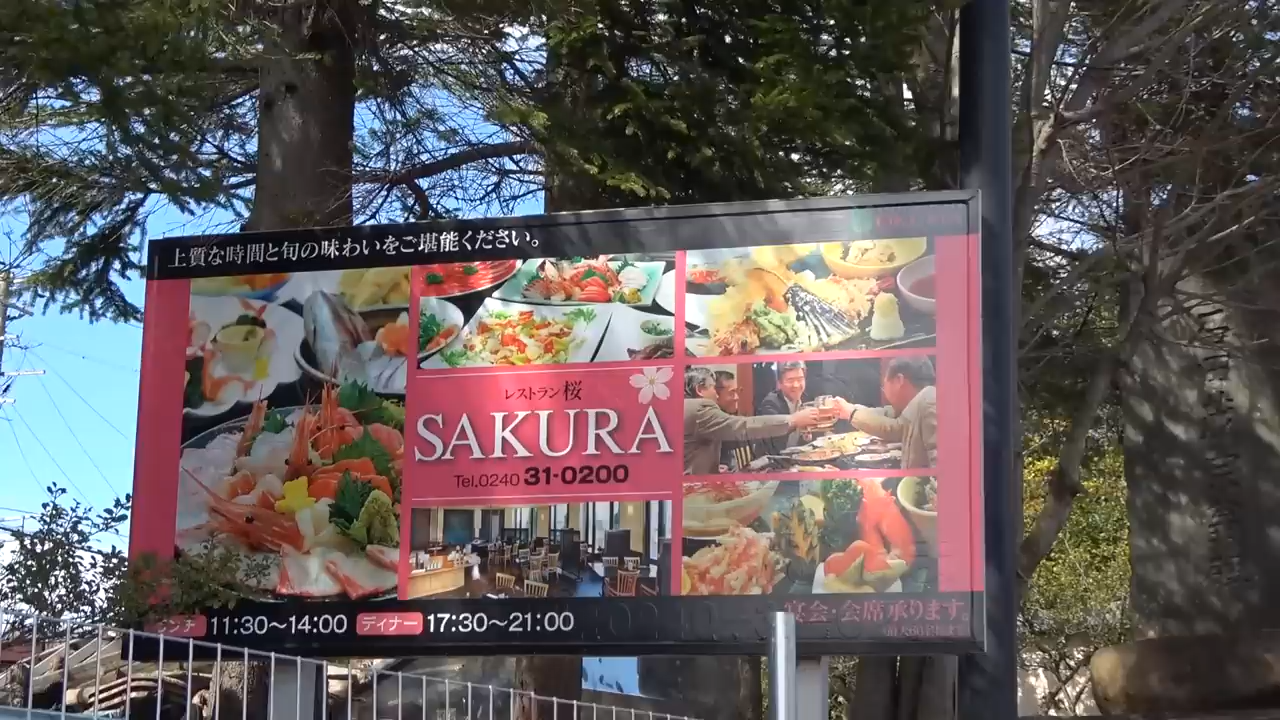 上質な時間と旬の味わいをご堪能ください。
レストラン桜
SAKURA
Tel.0240 31-0200
ランチ 11:30～14:00 ディナー 17:30～21:00
宴会・会席承ります。